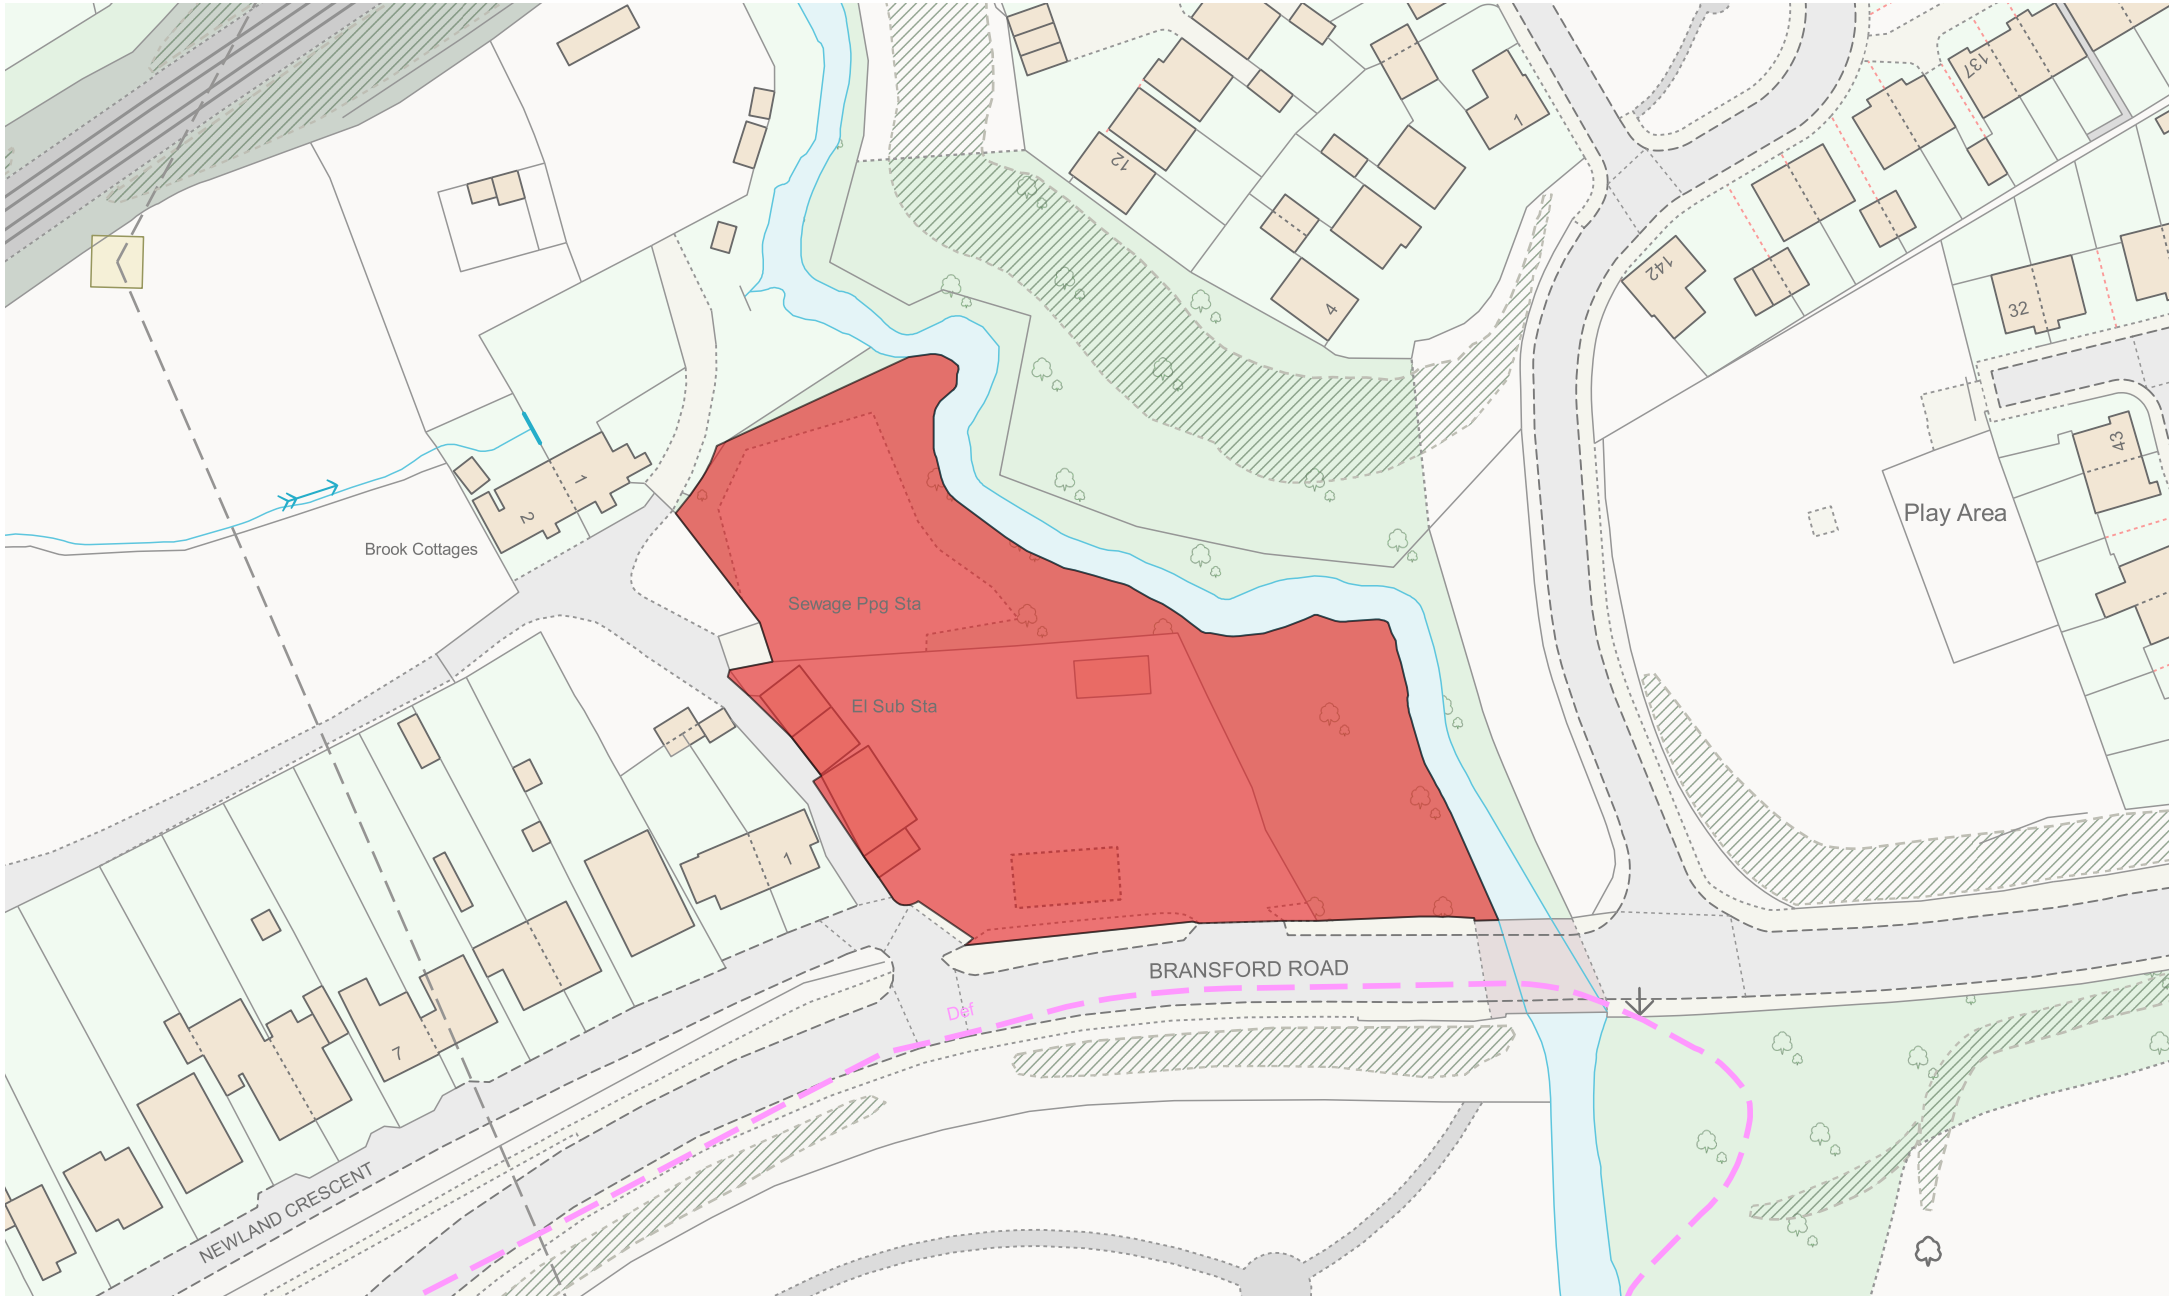 137
1
12
142
4
32
43
1
2
Play Area
Brook Cottages
Sewage Ppg Sta
El Sub Sta
1
BRANSFORD ROAD
Def
7
NEWLAND CRESCENT